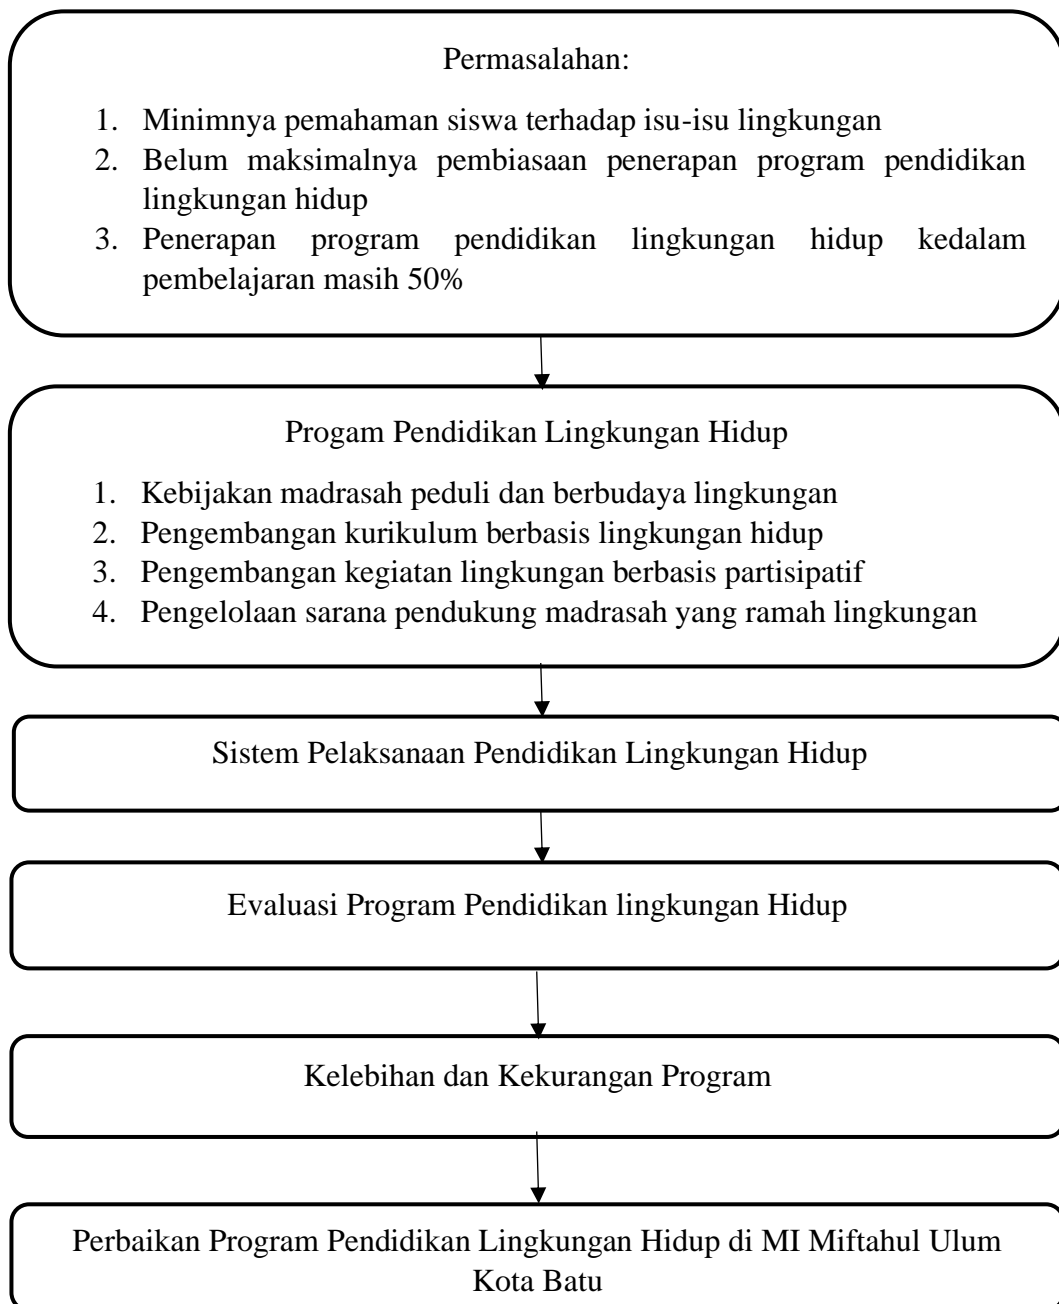 Permasalahan:
1. Minimnya pemahaman siswa terhadap isu-isu lingkungan
2. Belum maksimalnya pembiasaan penerapan program pendidikan
lingkungan hidup
3. Penerapan program pendidikan lingkungan hidup kedalam
pembelajaran masih 50%
Progam Pendidikan Lingkungan Hidup
1. Kebijakan madrasah peduli dan berbudaya lingkungan
2. Pengembangan kurikulum berbasis lingkungan hidup
3. Pengembangan kegiatan lingkungan berbasis partisipatif
4. Pengelolaan sarana pendukung madrasah yang ramah lingkungan
Sistem Pelaksanaan Pendidikan Lingkungan Hidup
Evaluasi Program Pendidikan lingkungan Hidup
Kelebihan dan Kekurangan Program
Perbaikan Program Pendidikan Lingkungan Hidup di MI Miftahul Ulum
Kota Batu